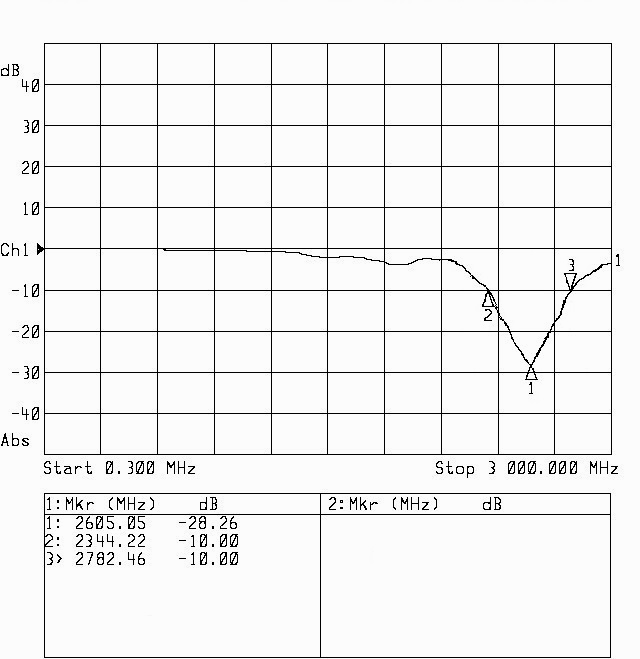 dB
40
30
20
10
Ch1
1
3
-10
2
-20
-30
1
-40
Abs
Start 0.300 MHz Stop 3 000.000 MHz
1:Mkr (MHz) dB 2:Mkr (MHz) dB
1: 2605.05 -28.26
2: 2344.22 -10.00
3> 2782.46 -10.00